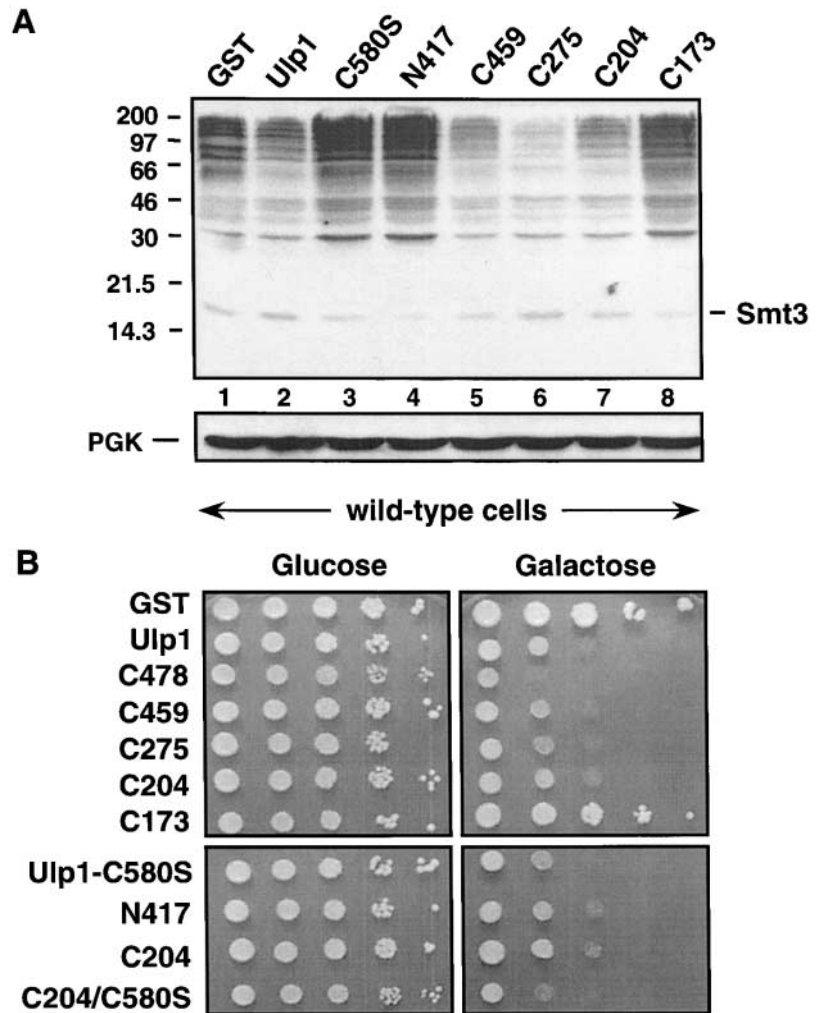 A
GST Ulp1 C580S N417 C459 C275 C204 C173
200
97
66
46
30
21.5
14.3
Smt3
1 2 3 4 5 6 7 8
PGK
wild-type cells
B
Glucose Galactose
GST
Ulp1
C478
C459
C275
C204
C173
Ulp1-C580S
N417
C204
C204/C580S